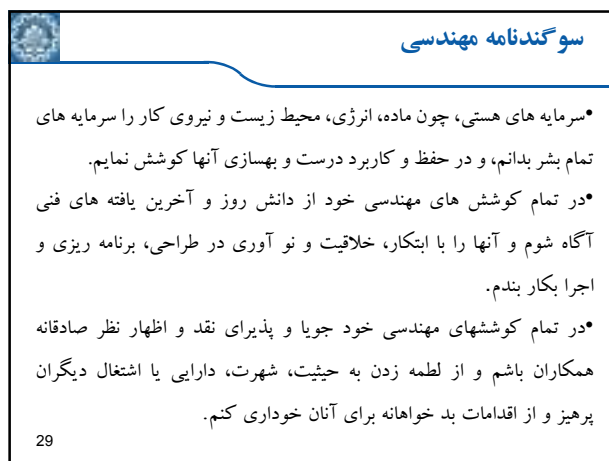 سوگندنامه مهندسی
•سرمایه های هستی، چون ماده، انرژی، محیط زیست و نیروی کار را سرمایه های
تمام بشر بدانم، و در حفظ و کاربرد درست و بهسازی آنها کوشش نمایم.
•در تمام کوشش های مهندسی خود از دانش روز و آخرین یافته های فنی
آگاه شوم و آنها را با ابتکار، خلاقیت و نو آوری در طراحی، برنامه ریزی و
اجرا بکار بندم.
•در تمام کوششهای مهندسی خود جویا و پذیرای نقد و اظهار نظر صادقانه
همکاران باشم و از لطمه زدن به حیثیت، شهرت، دارایی یا اشتغال دیگران
پرهیز و از اقدامات بد خواهانه برای آنان خوداری کنم.
29